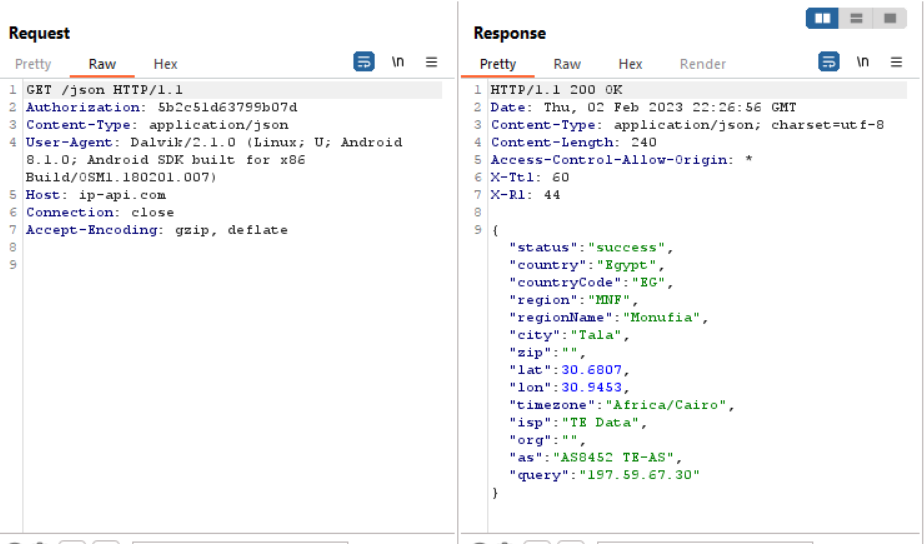 Request
Pretty Raw Hex \n
1 GET /json HTTP/1.1
2 Authorization: 5b2c51d63799b07d
3 Content-Type: application/json
4 User-Agent: Dalvik/2.1.0 (Linux; U; Android
8.1.0; Android SDK built for x86
Build/OSM1.180201.007)
5 Host: ip-api.com
6 Connection: close
7 Accept-Encoding: gzip, deflate
8
9
Response
Pretty Raw Hex Render \n
1 HTTP/1.1 200 OK
2 Date: Thu, 02 Feb 2023 22:26:56 GMT
3 Content-Type: application/json; charset=utf-8
4 Content-Length: 240
5 Access-Control-Allow-Origin: *
6 X-Ttl: 60
7 X-Rl: 44
8
9 {
"status":"success",
"country":"Egypt",
"countryCode":"EG",
"region":"MNF",
"regionName":"Monufia",
"city":"Tala",
"zip":"",
"lat":30.6807,
"lon":30.9453,
"timezone":"Africa/Cairo",
"isp":"TE Data",
"org":"",
"as":"AS8452 TE-AS",
"query":"197.59.67.30"
}